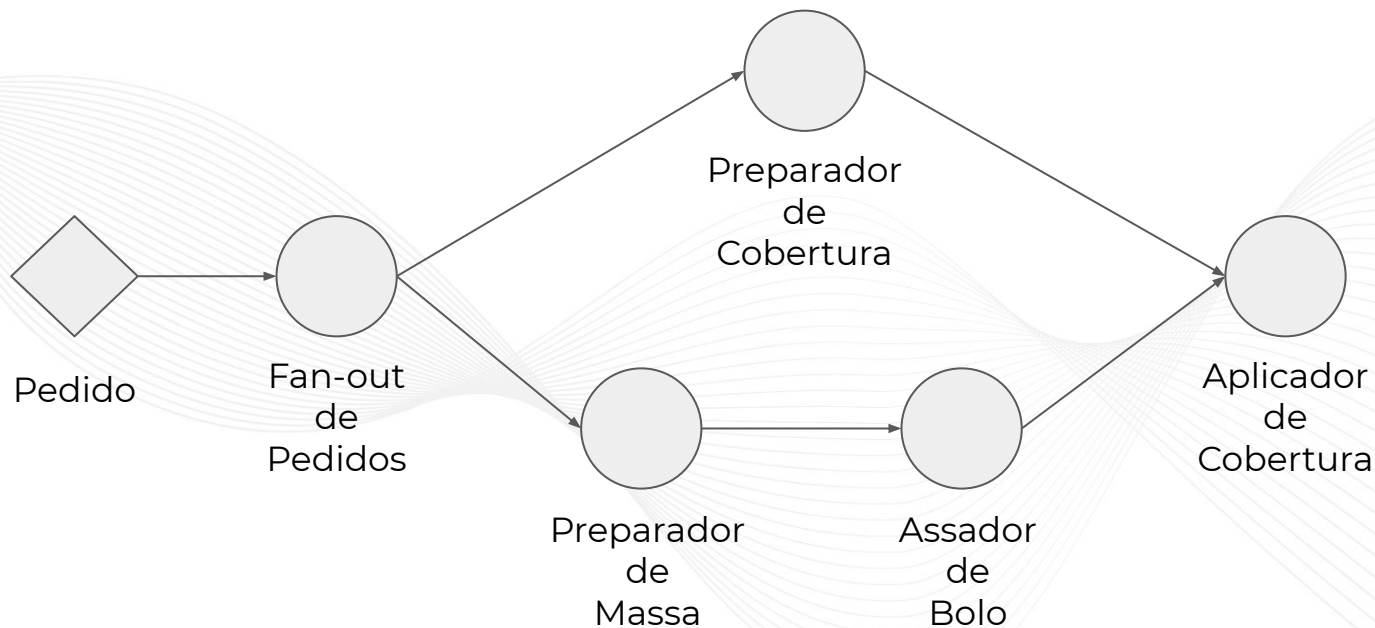 Preparador
de
Cobertura
Pedido
Fan-out
de
Pedidos
Aplicador
de
Cobertura
Preparador
de
Massa
Assador
de
Bolo